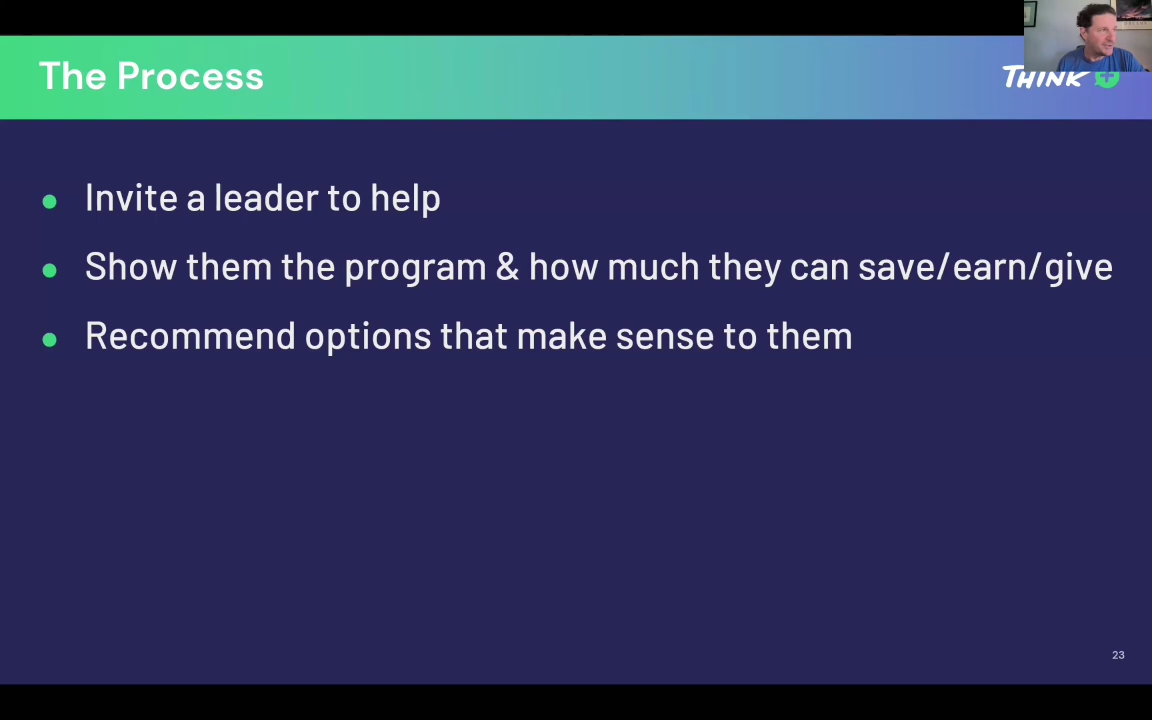 The Process
THINK
Invite a leader to help
Show them the program & how much they can save/earn/give
Recommend options that make sense to them
23